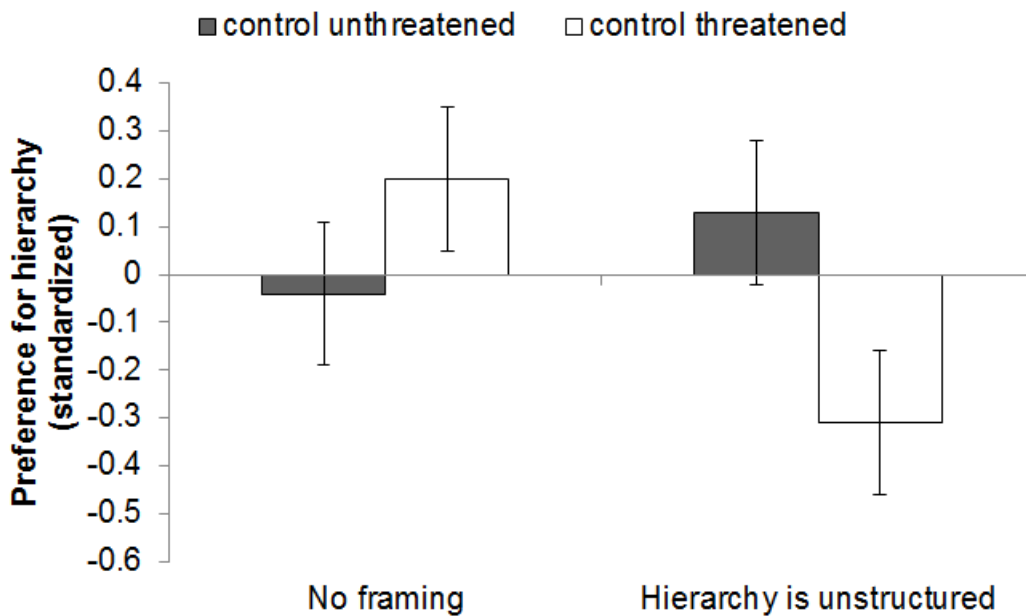 control unthreatened control threatened
Preference for hierarchy
(standardized)
0.4
0.3
0.2
0.1
0
-0.1
-0.2
-0.3
-0.4
-0.5
-0.6
No framing Hierarchy is unstructured